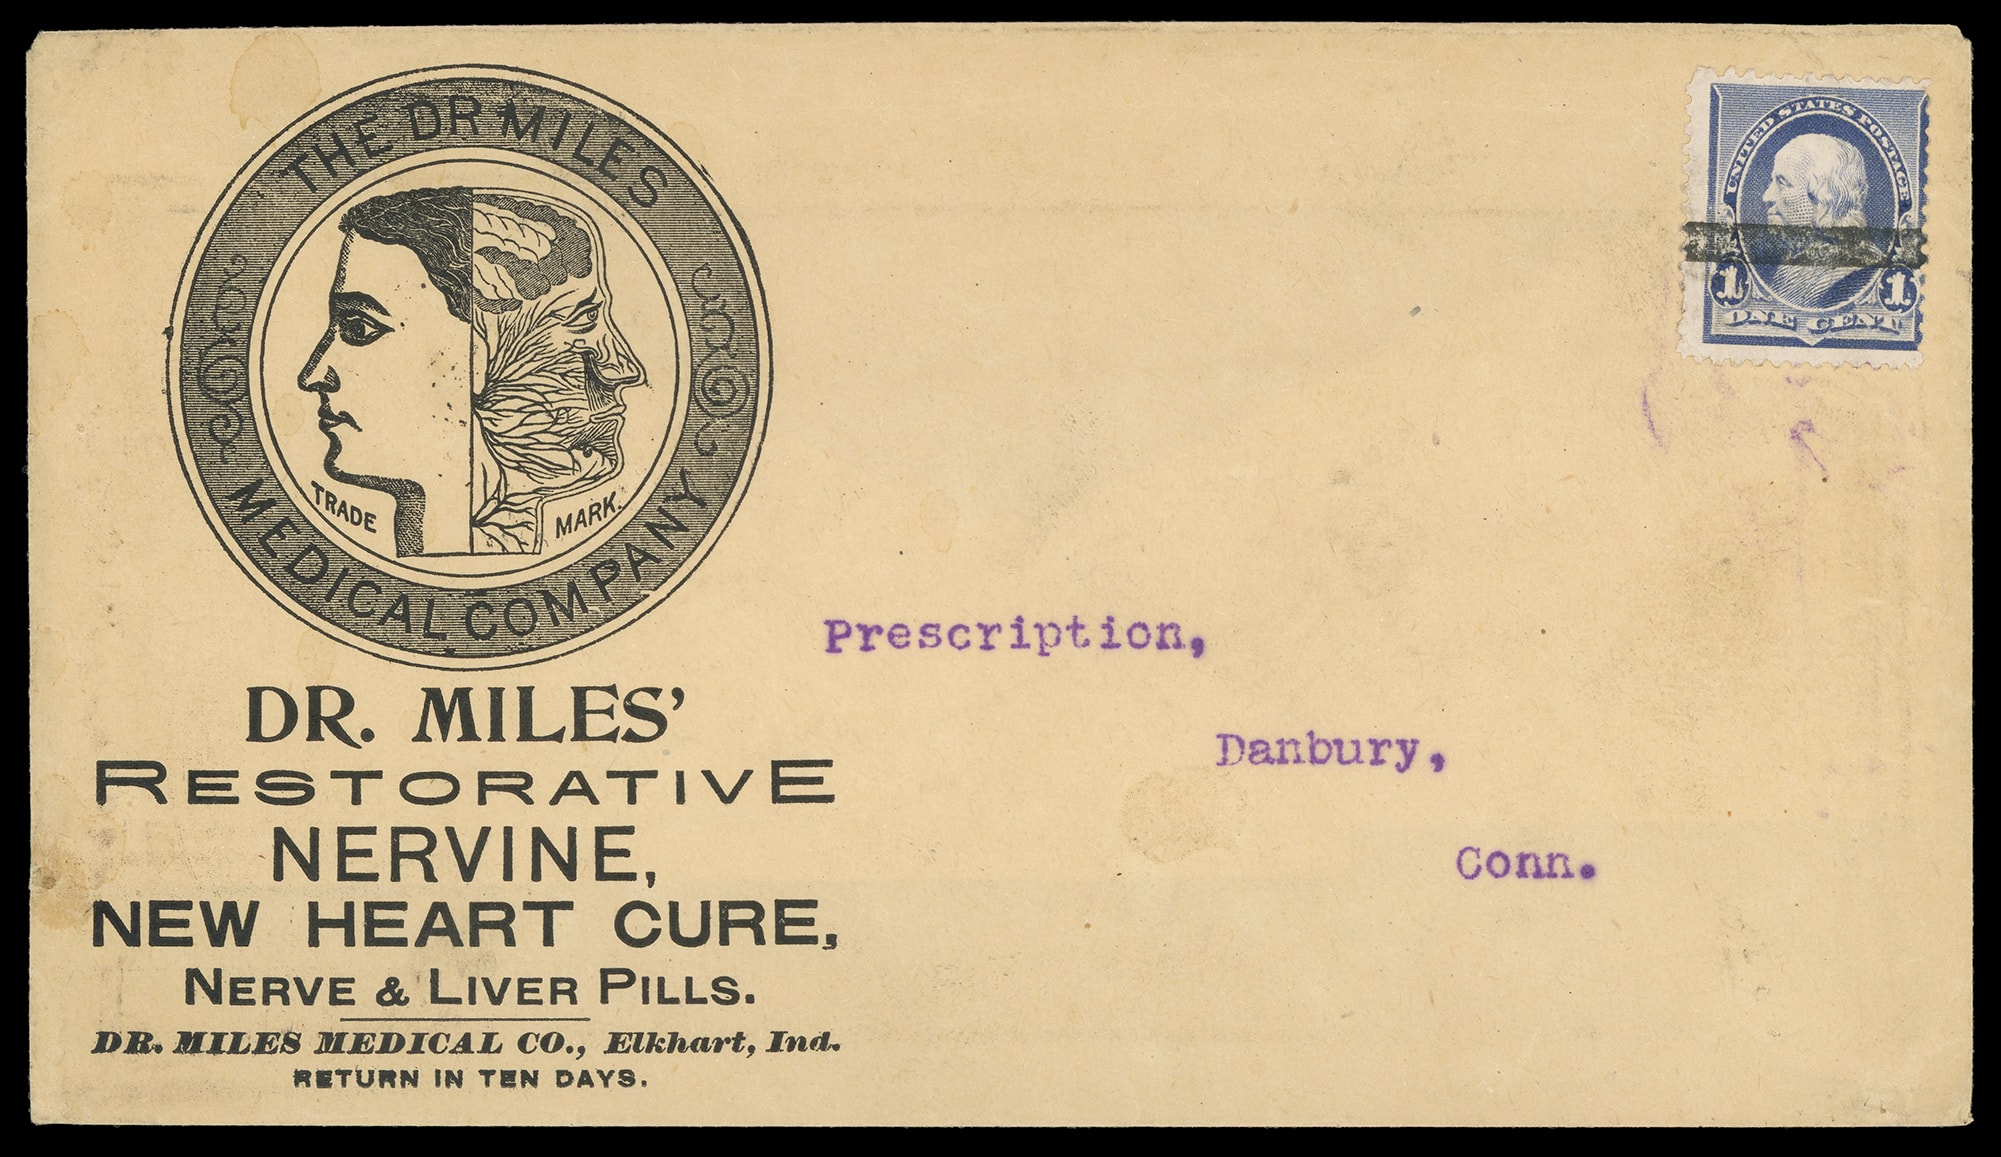 THE DR MILES
MEDICAL COMPANY
TRADE MARK.
DR. MILES'
RESTORATIVE
NERVINE,
NEW HEART CURE,
NERVE & LIVER PILLS.
DR. MILES MEDICAL CO., Elkhart, Ind.
RETURN IN TEN DAYS.
UNITED STATES POSTAGE
1 1
ONE CENT
Prescription,
Danbury,
Conn.